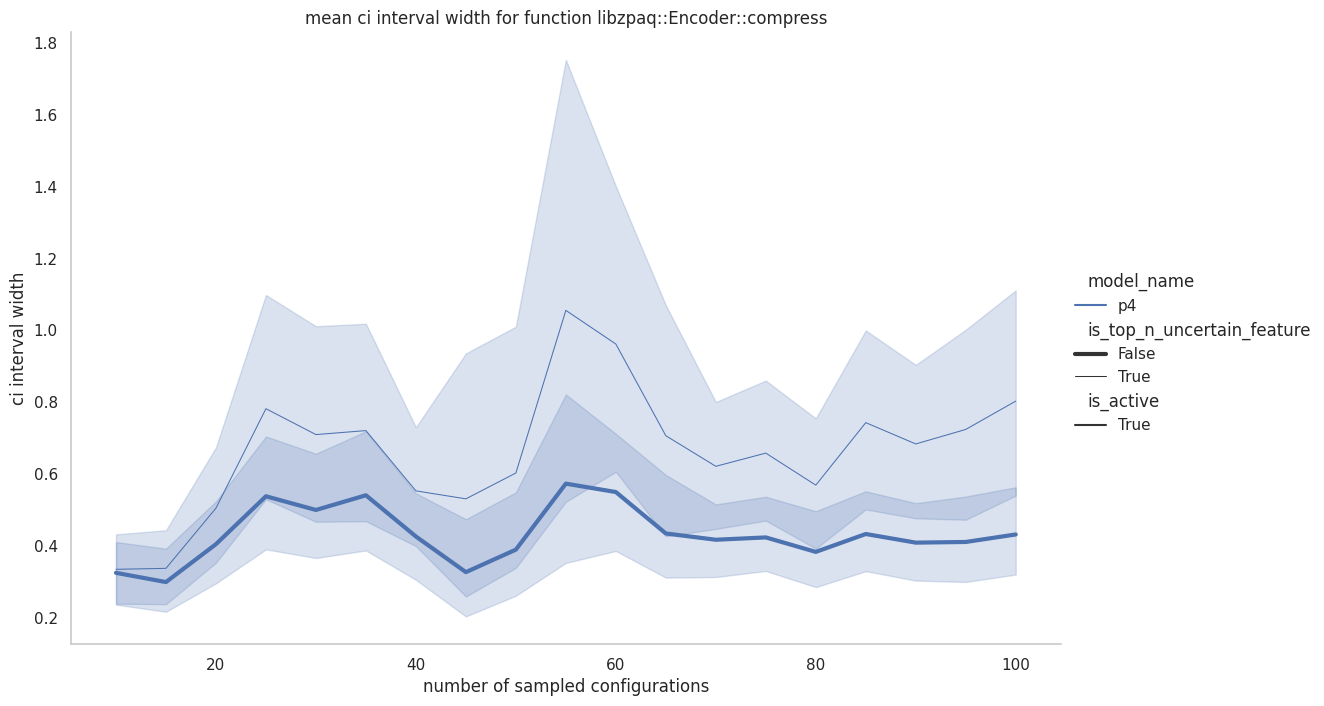 mean ci interval width for function libzpaq::Encoder::compress
ci interval width
1.8
1.6
1.4
1.2
1.0
0.8
0.6
0.4
0.2
20
40
60
80
100
number of sampled configurations
model_name
p4
is_top_n_uncertain_feature
False
True
is_active
True